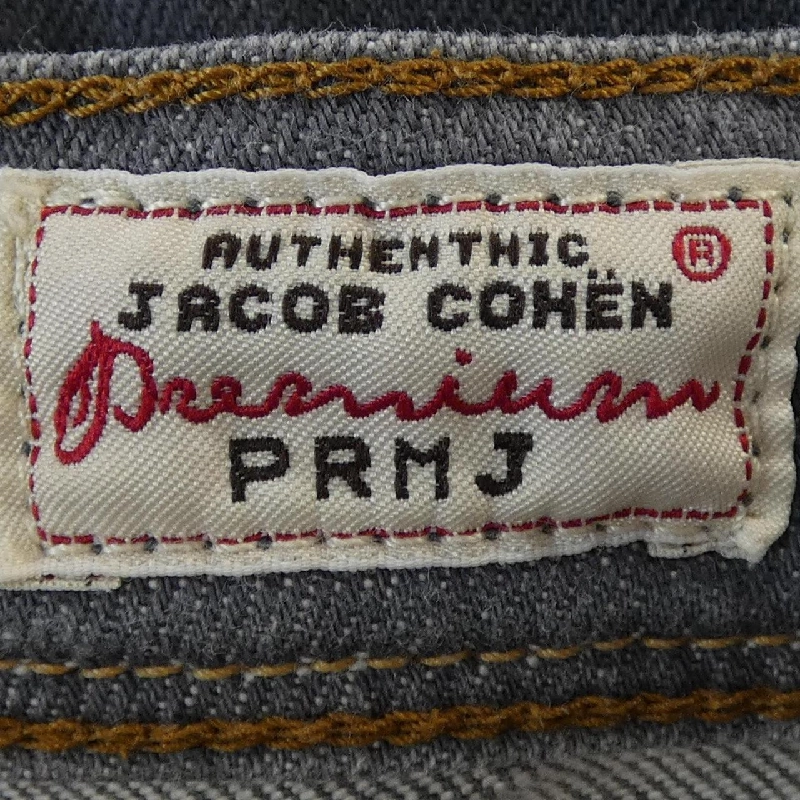 AUTHENTHIC ®
JACOB COHËN
Premium
PRMJ